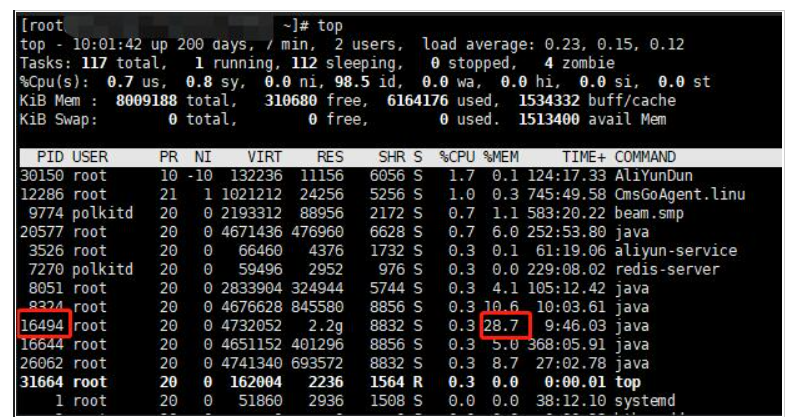 [root ~]# top
top - 10:01:42 up 200 days, 7 min, 2 users, load average: 0.23, 0.15, 0.12
Tasks: 117 total, 1 running, 112 sleeping, 0 stopped, 4 zombie
%Cpu(s): 0.7 us, 0.8 sy, 0.0 ni, 98.5 id, 0.0 wa, 0.0 hi, 0.0 si, 0.0 st
KiB Mem : 8009188 total, 310680 free, 6164176 used, 1534332 buff/cache
KiB Swap: 0 total, 0 free, 0 used. 1513400 avail Mem
PID USER PR NI VIRT RES SHR S %CPU %MEM TIME+ COMMAND
30150 root 10 -10 132236 11156 6056 S 1.7 0.1 124:17.33 AliYunDun
12286 root 21 1 1021212 24256 5256 S 1.0 0.3 745:49.58 CmsGoAgent.linu
9774 polkitd 20 0 2193312 88956 2172 S 0.7 1.1 583:20.22 beam.smp
20577 root 20 0 4671436 476960 6628 S 0.7 6.0 252:53.80 java
3526 root 20 0 66460 4376 1732 S 0.3 0.1 61:19.06 aliyun-service
7270 polkitd 20 0 59496 2952 976 S 0.3 0.0 229:08.02 redis-server
8051 root 20 0 2833904 324944 5744 S 0.3 4.1 105:12.42 java
8324 root 20 0 4676628 845580 8856 S 0.3 10.6 10:03.61 java
16494 root 20 0 4732052 2.2g 8832 S 0.3 28.7 9:46.03 java
16644 root 20 0 4651152 401296 8856 S 0.3 5.0 368:05.91 java
26062 root 20 0 4741340 693572 8832 S 0.3 8.7 27:02.78 java
31664 root 20 0 162004 2236 1564 R 0.3 0.0 0:00.01 top
1 root 20 0 51860 2936 1508 S 0.0 0.0 38:12.10 systemd